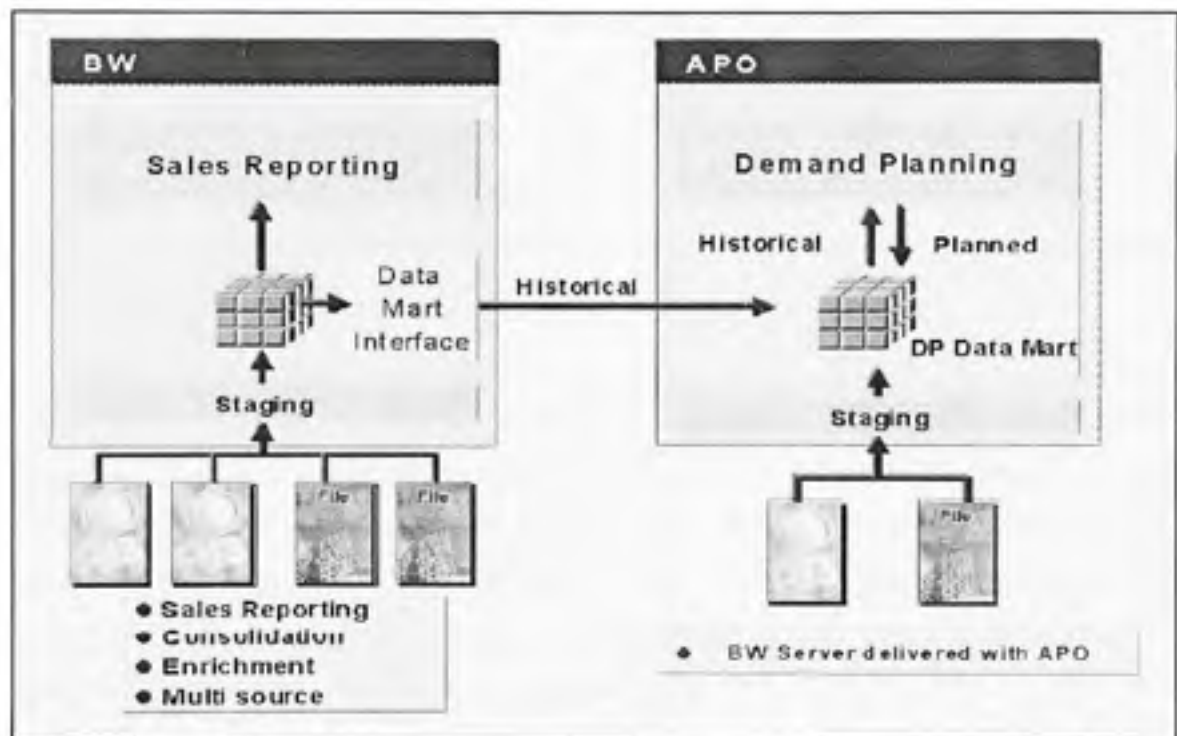 BW
Sales Reporting
Data
Mart
Interface
Staging
File
File
Sales Reporting
Consolidation
Enrichment
Multi source
Historical
APO
Demand Planning
Historical
Planned
DP Data Mart
Staging
File
BW Server delivered with APO